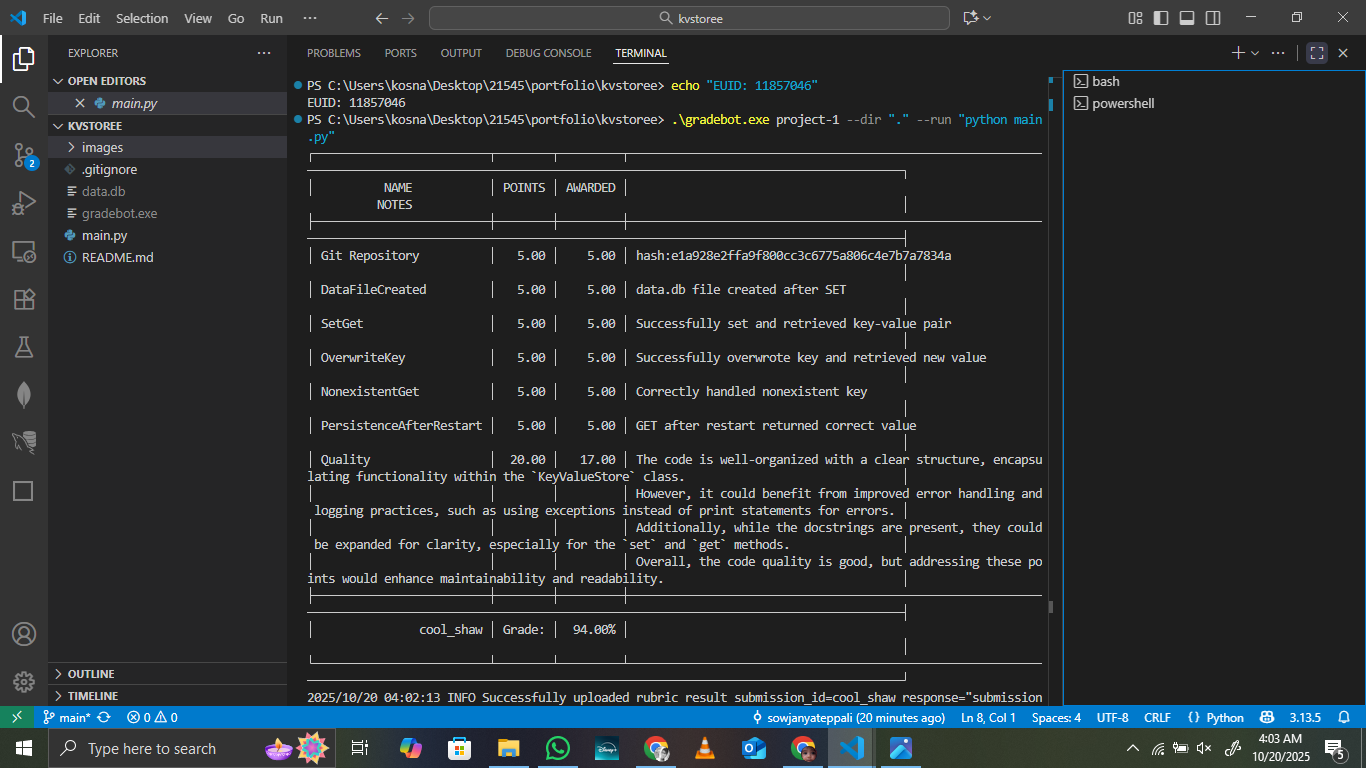 File Edit Selection View Go Run ···
kvstoree
EXPLORER
OPEN EDITORS
main.py
KVSTOREE
images
.gitignore
data.db
gradebot.exe
main.py
README.md
OUTLINE
TIMELINE
2
PROBLEMS PORTS OUTPUT DEBUG CONSOLE TERMINAL
PS C:\Users\kosna\Desktop\21545\portfolio\kvstoree> echo "EUID: 11857046"
EUID: 11857046
PS C:\Users\kosna\Desktop\21545\portfolio\kvstoree> .\gradebot.exe project-1 --dir "." --run "python main
.py"
NAME POINTS AWARDED
NOTES
Git Repository 5.00 5.00 hash:e1a928e2ffa9f800cc3c6775a806c4e7b7a7834a
DataFileCreated 5.00 5.00 data.db file created after SET
SetGet 5.00 5.00 Successfully set and retrieved key-value pair
OverwriteKey 5.00 5.00 Successfully overwrote key and retrieved new value
NonexistentGet 5.00 5.00 Correctly handled nonexistent key
PersistenceAfterRestart 5.00 5.00 GET after restart returned correct value
Quality 20.00 17.00 The code is well-organized with a clear structure, encapsu
lating functionality within the `KeyValueStore` class.
However, it could benefit from improved error handling and
logging practices, such as using exceptions instead of print statements for errors.
Additionally, while the docstrings are present, they could
be expanded for clarity, especially for the `set` and `get` methods.
Overall, the code quality is good, but addressing these po
ints would enhance maintainability and readability.
cool_shaw Grade: 94.00%
2025/10/20 04:02:13 INFO Successfully uploaded rubric result submission_id=cool_shaw response="submission
bash
powershell
main* 0 0 sowjanyateppali (20 minutes ago) Ln 8, Col 1 Spaces: 4 UTF-8 CRLF {} Python 3.13.5
Type here to search
Disney+
4:03 AM
10/20/2025
5